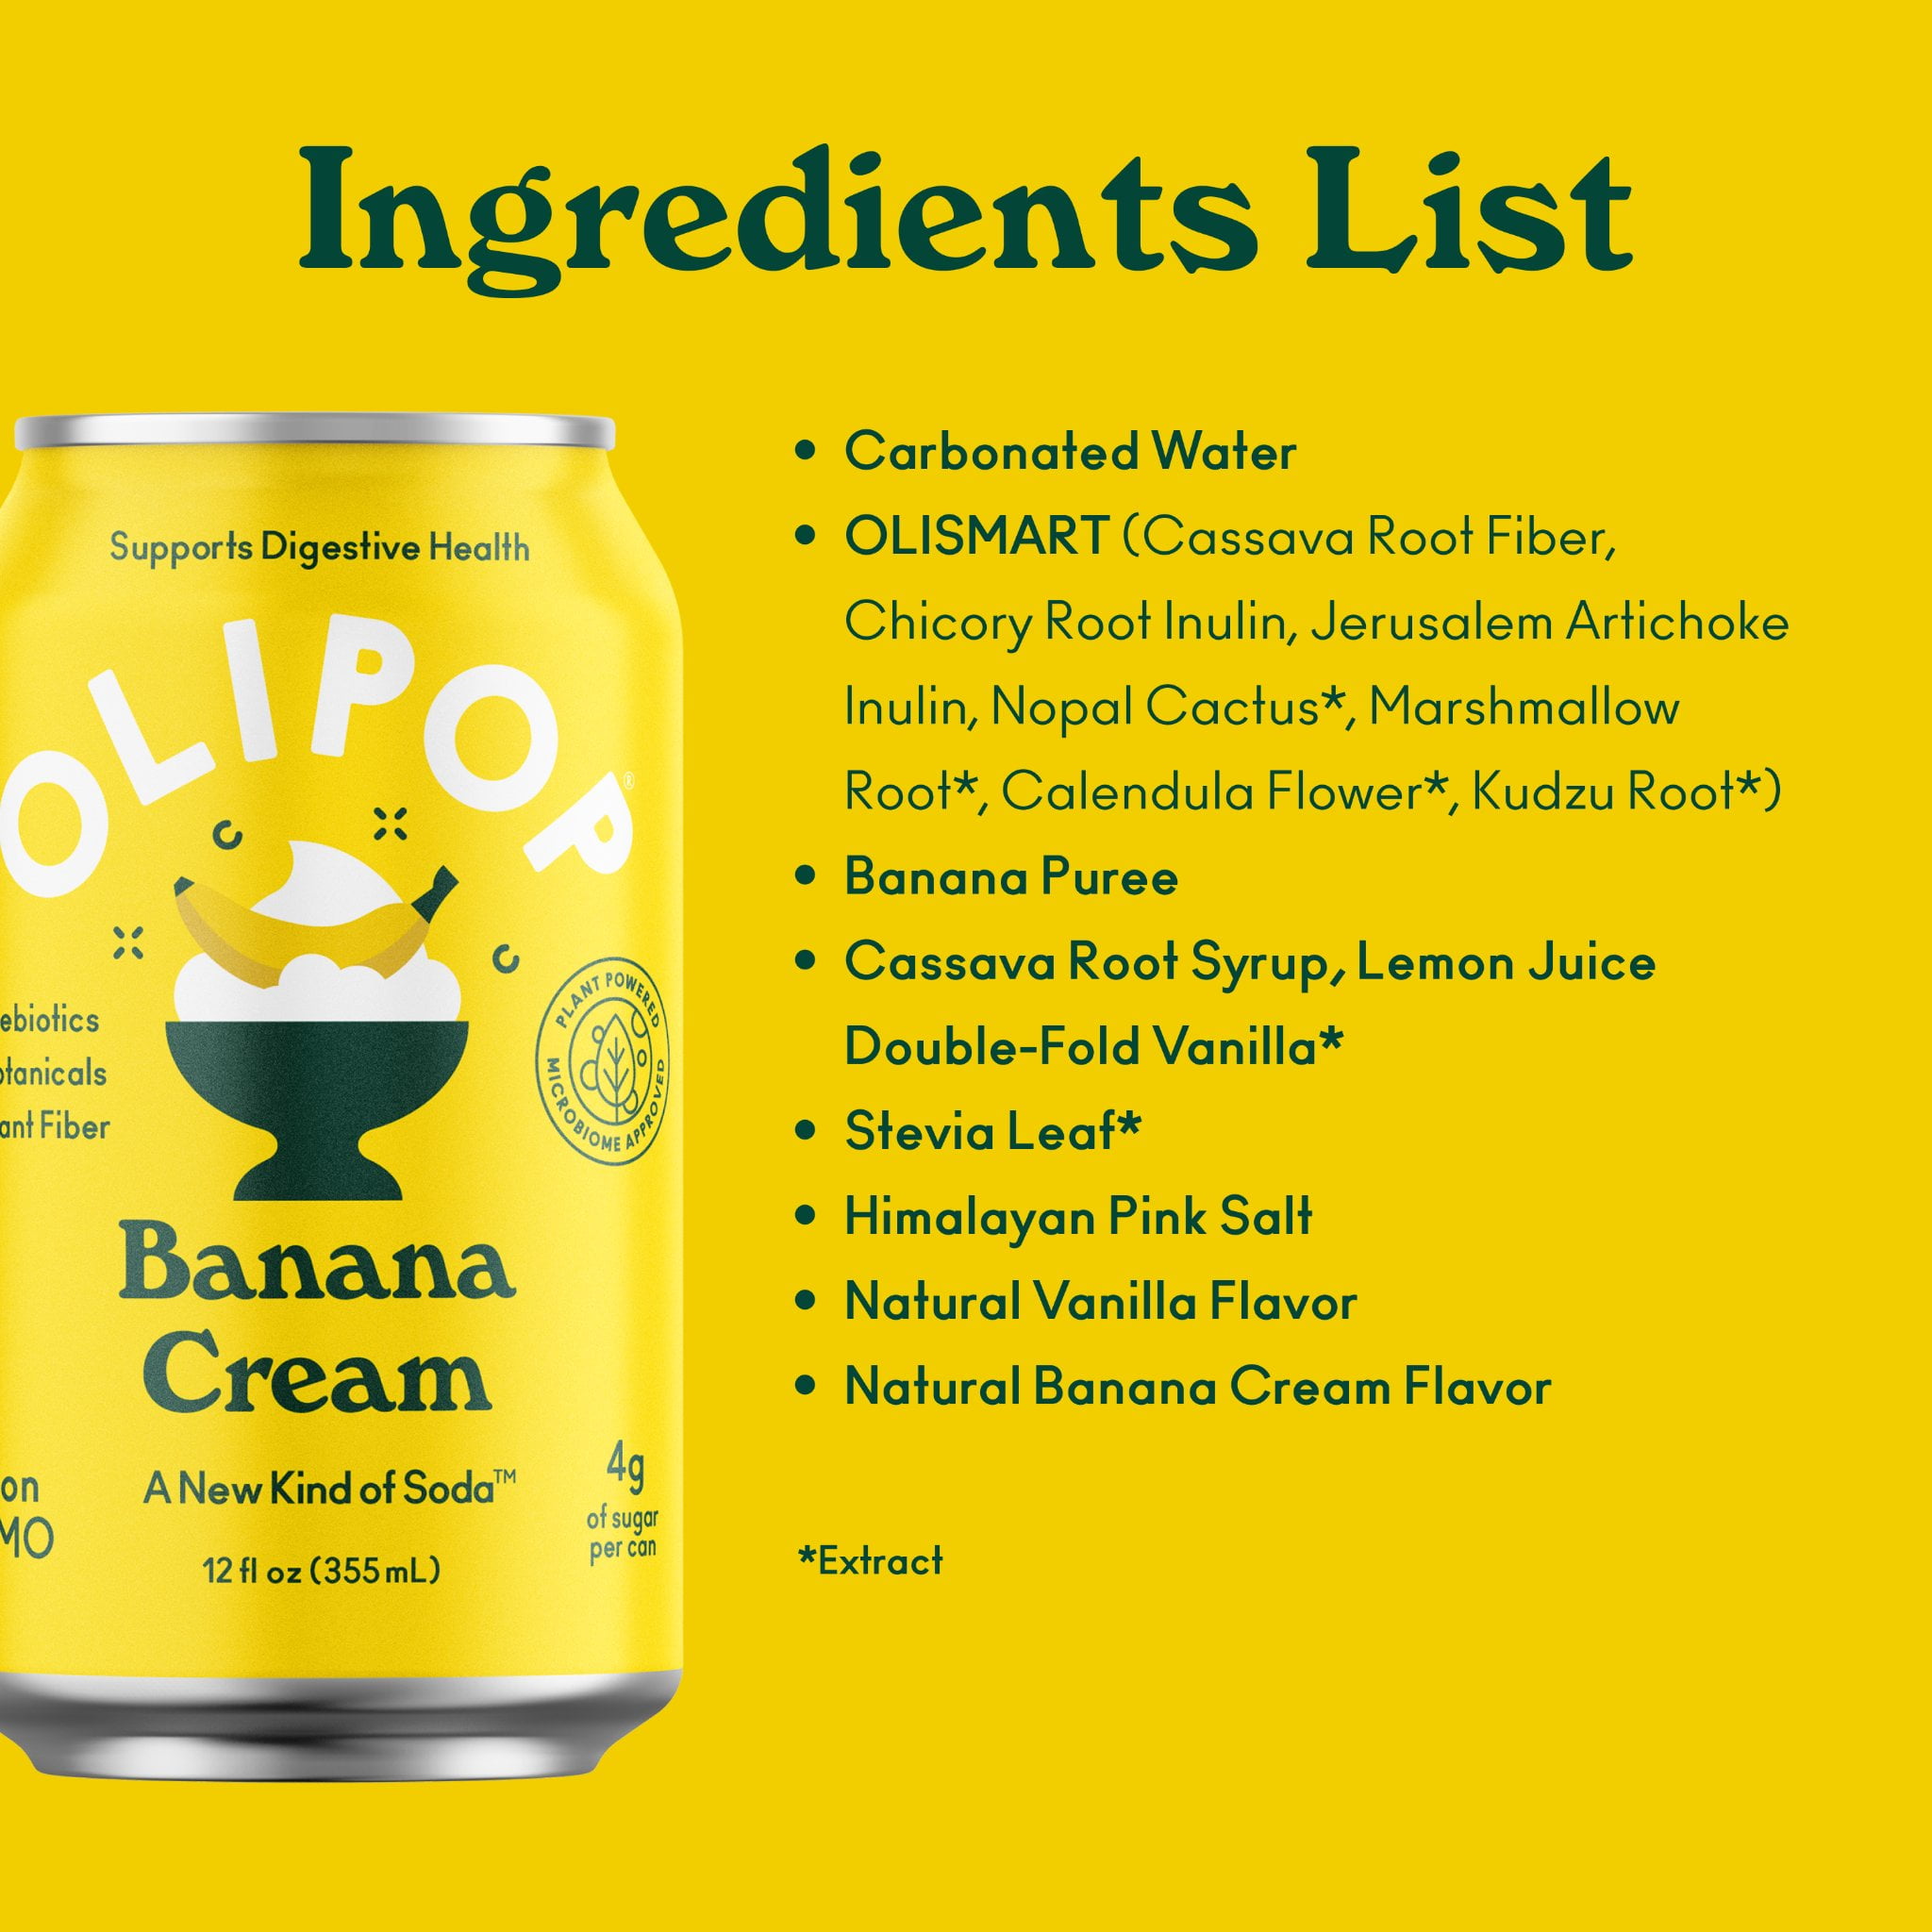 Ingredients List
Supports Digestive Health
OLIPOP®
PLANT POWERED
MICROBIOME APPROVED
ebiotics
otanicals
ant Fiber
Banana
Cream
on
MO
A New Kind of Soda™
12 fl oz (355 mL)
4g
of sugar
per can
• Carbonated Water
• OLISMART (Cassava Root Fiber,
Chicory Root Inulin, Jerusalem Artichoke
Inulin, Nopal Cactus*, Marshmallow
Root*, Calendula Flower*, Kudzu Root*)
• Banana Puree
• Cassava Root Syrup, Lemon Juice
Double-Fold Vanilla*
• Stevia Leaf*
• Himalayan Pink Salt
• Natural Vanilla Flavor
• Natural Banana Cream Flavor
*Extract